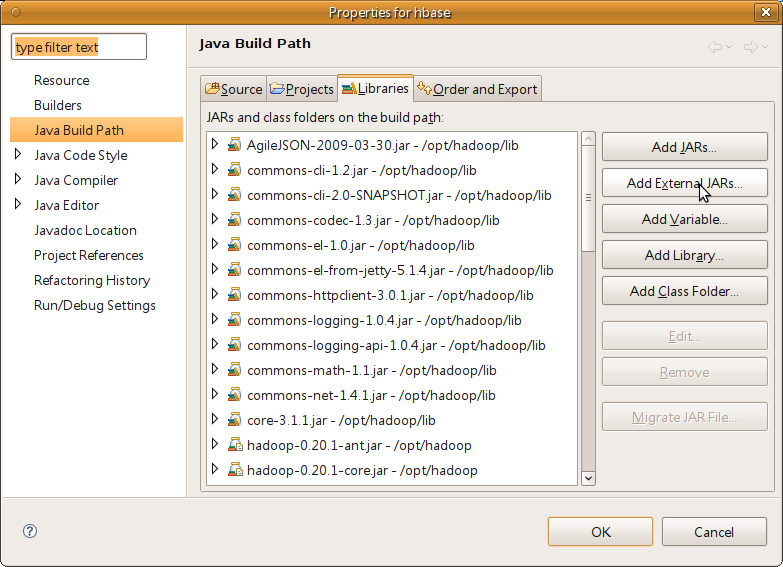 Properties for hbase
type filter text
Resource
Builders
Java Build Path
Java Code Style
Java Compiler
Java Editor
Javadoc Location
Project References
Refactoring History
Run/Debug Settings
Java Build Path
Source
Projects
Libraries
Order and Export
JARs and class folders on the build path:
AgileJSON-2009-03-30.jar - /opt/hadoop/lib
commons-cli-1.2.jar - /opt/hadoop/lib
commons-cli-2.0-SNAPSHOT.jar - /opt/hadoop/lib
commons-codec-1.3.jar - /opt/hadoop/lib
commons-el-1.0.jar - /opt/hadoop/lib
commons-el-from-jetty-5.1.4.jar - /opt/hadoop/lib
commons-httpclient-3.0.1.jar - /opt/hadoop/lib
commons-logging-1.0.4.jar - /opt/hadoop/lib
commons-logging-api-1.0.4.jar - /opt/hadoop/lib
commons-math-1.1.jar - /opt/hadoop/lib
commons-net-1.4.1.jar - /opt/hadoop/lib
core-3.1.1.jar - /opt/hadoop/lib
hadoop-0.20.1-ant.jar - /opt/hadoop
hadoop-0.20.1-core.jar - /opt/hadoop
Add JARs...
Add External JARs...
Add Variable...
Add Library...
Add Class Folder...
Edit...
Remove
Migrate JAR File...
?
OK
Cancel